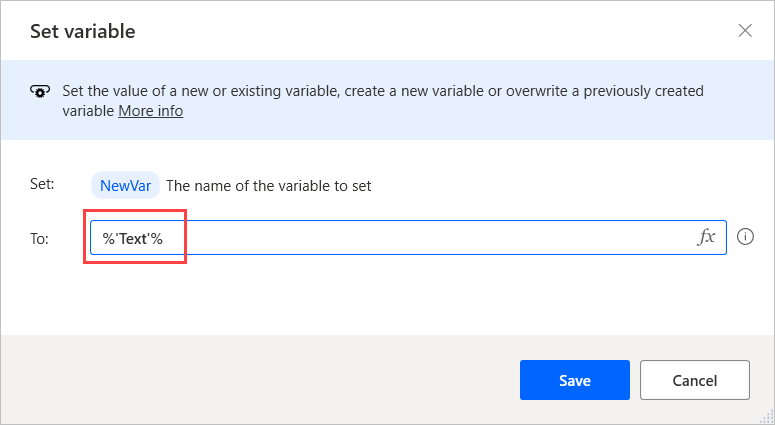 Set variable
Set the value of a new or existing variable, create a new variable or overwrite a previously created
variable More info
Set: NewVar The name of the variable to set
To: %'Text'% fx
Save Cancel